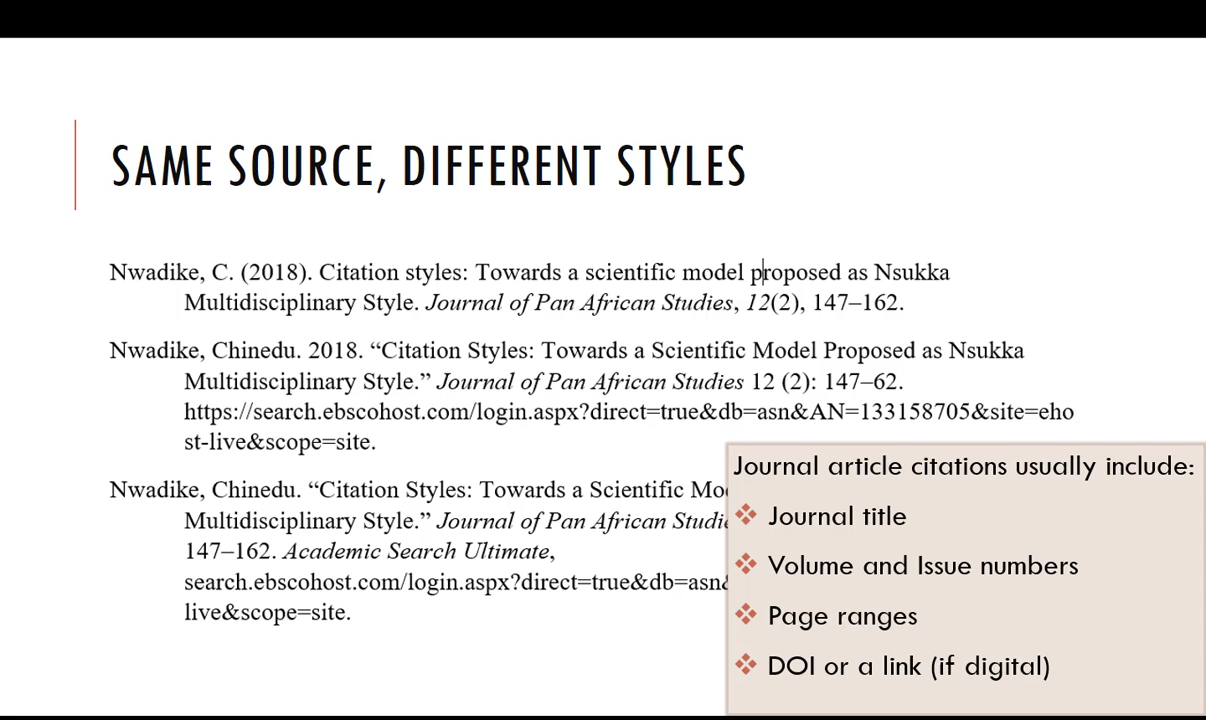 SAME SOURCE, DIFFERENT STYLES
Nwadike, C. (2018). Citation styles: Towards a scientific model proposed as Nsukka
Multidisciplinary Style. Journal of Pan African Studies, 12(2), 147–162.
Nwadike, Chinedu. 2018. “Citation Styles: Towards a Scientific Model Proposed as Nsukka
Multidisciplinary Style.” Journal of Pan African Studies 12 (2): 147–62.
https://search.ebscohost.com/login.aspx?direct=true&db=asn&AN=133158705&site=eho
st-live&scope=site.
Nwadike, Chinedu. “Citation Styles: Towards a Scientific
Multidisciplinary Style.” Journal of Pan African
147–162. Academic Search Ultimate,
search.ebscohost.com/login.aspx?direct=true&db=asn
live&scope=site.
Journal article citations usually include:
Journal title
Volume and Issue numbers
Page ranges
DOI or a link (if digital)